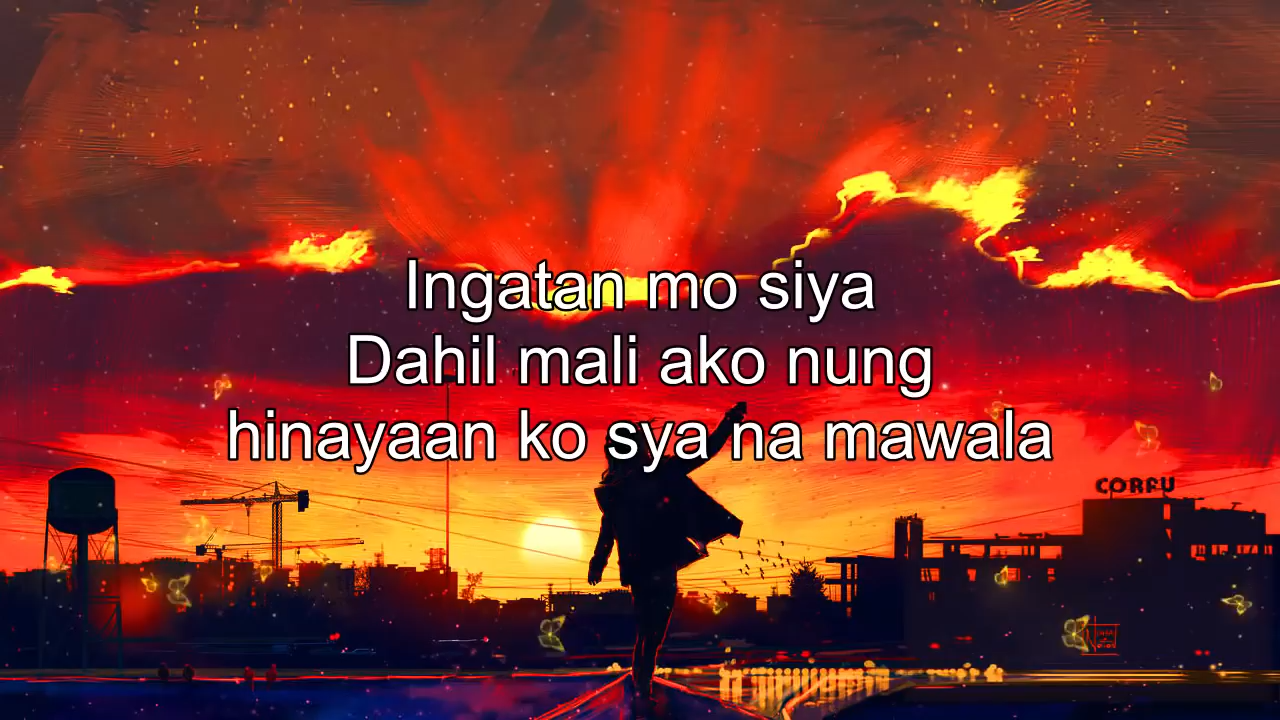 Ingatan mo siya
Dahil mali ako nung
hinayaan ko sya na mawala
CORFU